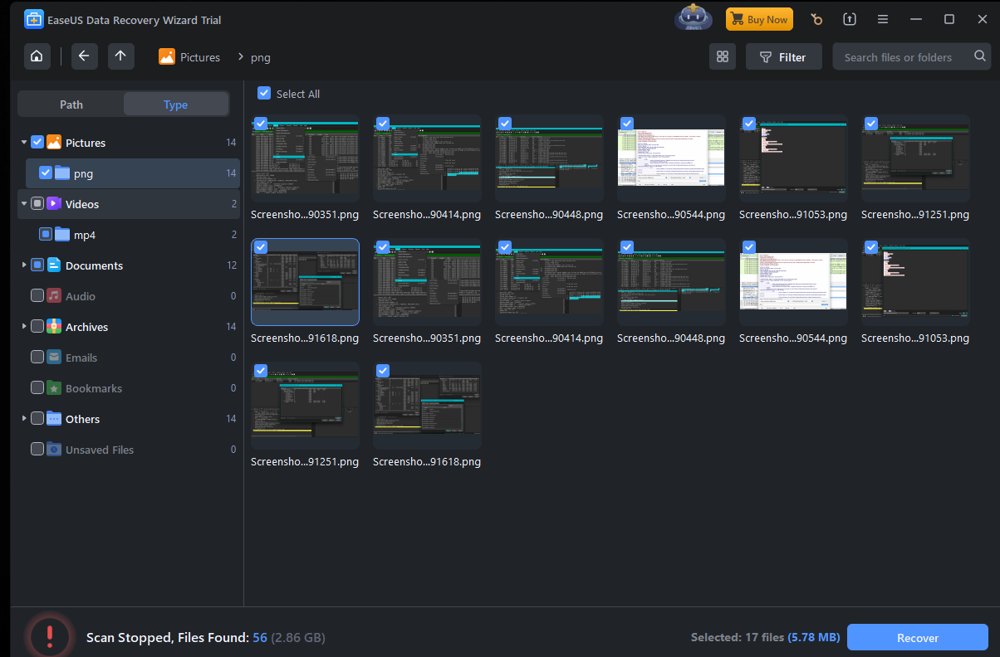 EaseUS Data Recovery Wizard Trial
Buy Now
Pictures > png
Filter
Search files or folders
Path
Type
Select All
Pictures 14
png 14
Videos 2
mp4 2
Documents 12
Audio 0
Archives 14
Emails 0
Bookmarks 0
Others 14
Unsaved Files 0
Screensho...90351.png
Screensho...90414.png
Screensho...90448.png
Screensho...90544.png
Screensho...91053.png
Screensho...91251.png
Screensho...91618.png
Screensho...90351.png
Screensho...90414.png
Screensho...90448.png
Screensho...90544.png
Screensho...91053.png
Screensho...91251.png
Screensho...91618.png
Scan Stopped, Files Found: 56 (2.86 GB)
Selected: 17 files (5.78 MB)
Recover